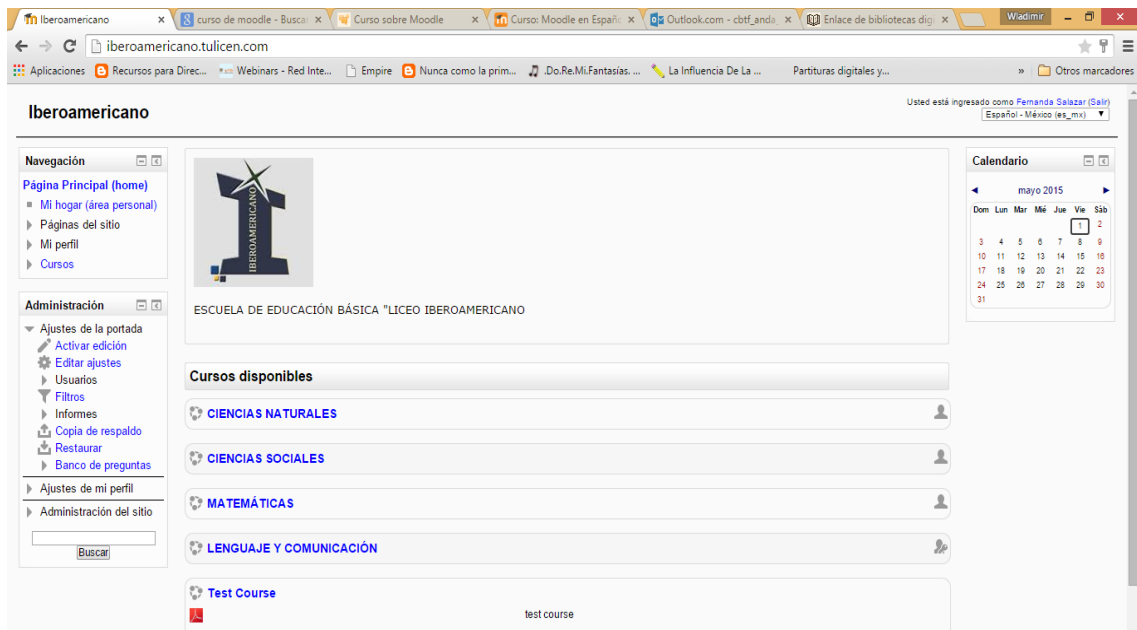 Iberoamericano
curso de moodle - Busca
Curso sobre Moodle
Curso: Moodle en Españo
Outlook.com - cbtf_anda
Enlace de bibliotecas dig
Wladimir
iberoamericano.tulicen.com
Aplicaciones
Recursos para Direc...
Webinars - Red Inte...
Empire
Nunca como la prim...
.Do.Re.Mi.Fantasías. ...
La Influencia De La ...
Partituras digitales y...
»
Otros marcadores
Iberoamericano
Usted está ingresado como Fernanda Salazar (Salir)
Español - México (es_mx)
Navegación
Página Principal (home)
Mi hogar (área personal)
Páginas del sitio
Mi perfil
Cursos
Administración
Ajustes de la portada
Activar edición
Editar ajustes
Usuarios
Filtros
Informes
Copia de respaldo
Restaurar
Banco de preguntas
Ajustes de mi perfil
Administración del sitio
Buscar
IBEROAMERICANO
ESCUELA DE EDUCACIÓN BÁSICA "LICEO IBEROAMERICANO
Cursos disponibles
CIENCIAS NATURALES
CIENCIAS SOCIALES
MATEMÁTICAS
LENGUAJE Y COMUNICACIÓN
Test Course
test course
Calendario
mayo 2015
Dom Lun Mar Mié Jue Vie Sáb
1 2
3 4 5 6 7 8 9
10 11 12 13 14 15 16
17 18 19 20 21 22 23
24 25 26 27 28 29 30
31